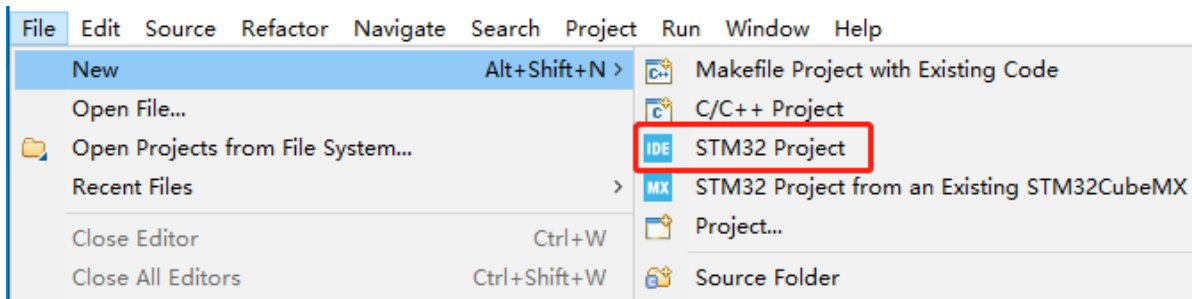 File Edit Source Refactor Navigate Search Project Run Window Help
New Alt+Shift+N >
Open File...
Open Projects from File System...
Recent Files >
Close Editor Ctrl+W
Close All Editors Ctrl+Shift+W
Makefile Project with Existing Code
C/C++ Project
IDE STM32 Project
MX STM32 Project from an Existing STM32CubeMX
Project...
Source Folder